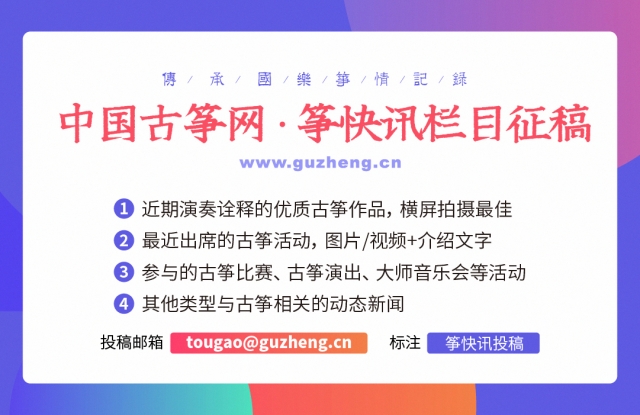 傳/承/國/樂/箏/情/記/錄
中国古筝网·筝快讯栏目征稿
www.guzheng.cn
1 近期演奏诠释的优质古筝作品,横屏拍摄最佳
2 最近出席的古筝活动,图片/视频+介绍文字
3 参与的古筝比赛、古筝演出、大师音乐会等活动
4 其他类型与古筝相关的动态新闻
投稿邮箱 tougao@guzheng.cn 标注 筝快讯投稿